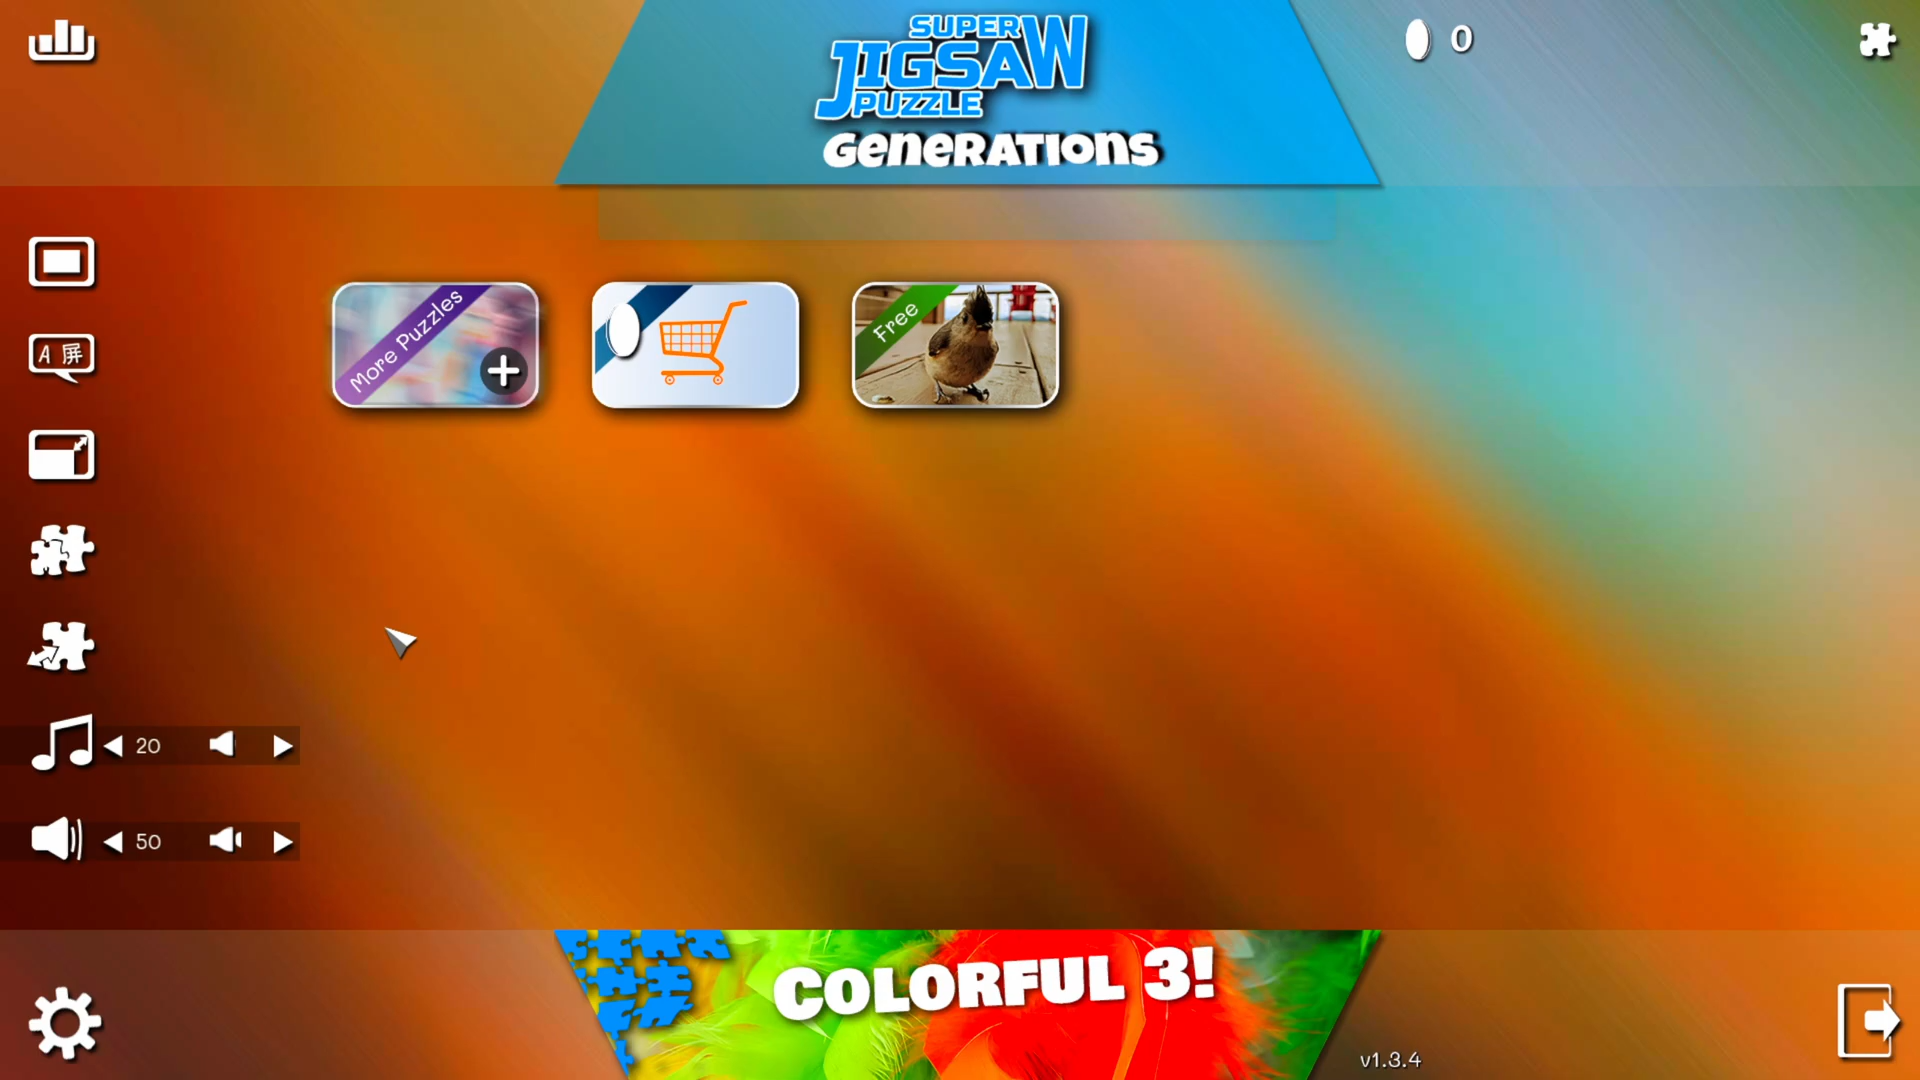 SUPER
JIGSAW
PUZZLE
GENERATIONS
0
More Puzzles
Free
A 屏
20
50
COLORFUL 3!
v1.3.4